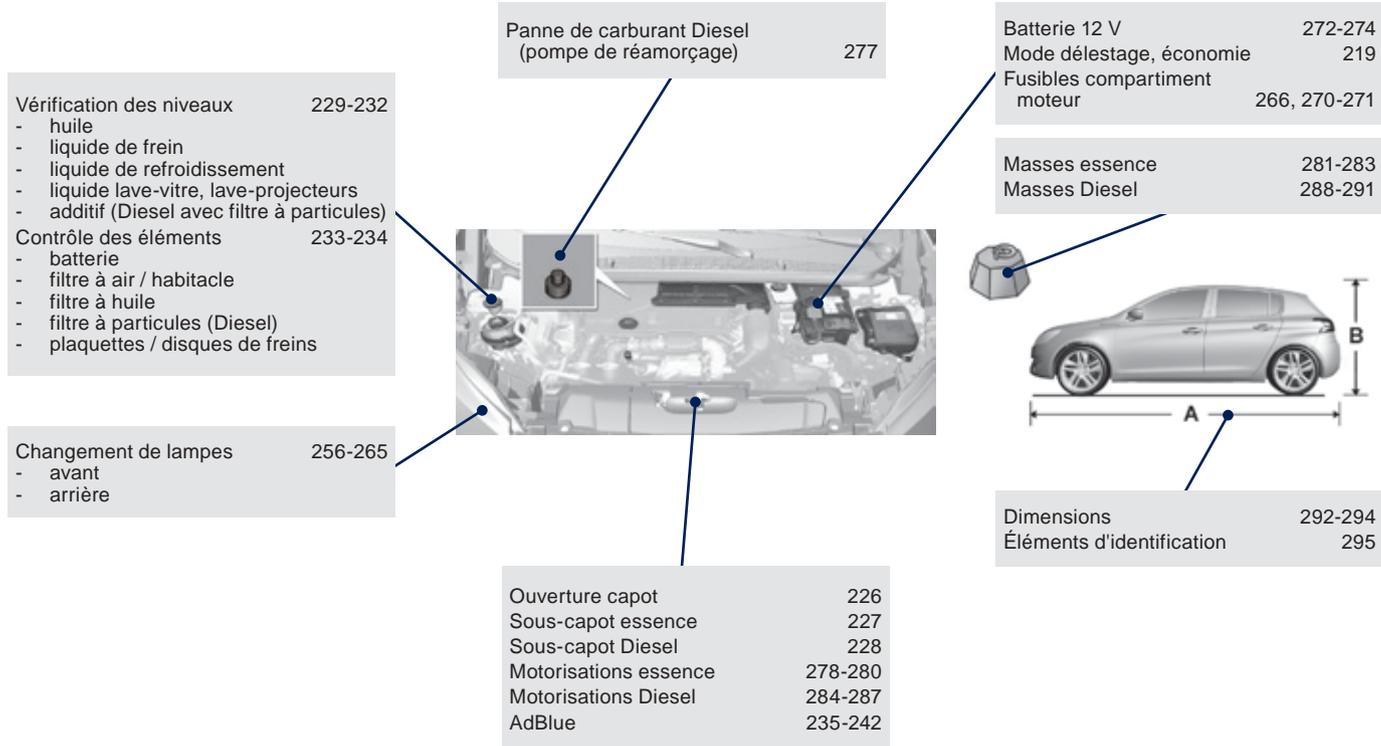 Panne de carburant Diesel
(pompe de réamorçage) 277
Vérification des niveaux 229-232
- huile
- liquide de frein
- liquide de refroidissement
- liquide lave-vitre, lave-projecteurs
- additif (Diesel avec filtre à particules)
Contrôle des éléments 233-234
- batterie
- filtre à air / habitacle
- filtre à huile
- filtre à particules (Diesel)
- plaquettes / disques de freins
Changement de lampes 256-265
- avant
- arrière
Ouverture capot 226
Sous-capot essence 227
Sous-capot Diesel 228
Motorisations essence 278-280
Motorisations Diesel 284-287
AdBlue 235-242
Batterie 12 V 272-274
Mode délestage, économie 219
Fusibles compartiment
moteur 266, 270-271
Masses essence 281-283
Masses Diesel 288-291
B
A
Dimensions 292-294
Éléments d'identification 295